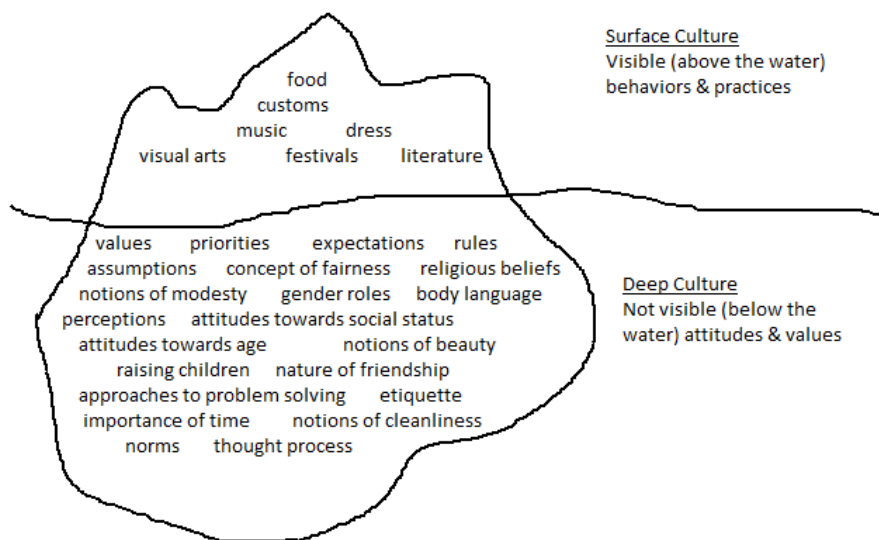 food
customs
music dress
visual arts festivals literature
Surface Culture
Visible (above the water)
behaviors & practices
values priorities expectations rules
assumptions concept of fairness religious beliefs
notions of modesty gender roles body language
perceptions attitudes towards social status
attitudes towards age notions of beauty
raising children nature of friendship
approaches to problem solving etiquette
importance of time notions of cleanliness
norms thought process
Deep Culture
Not visible (below the
water) attitudes & values